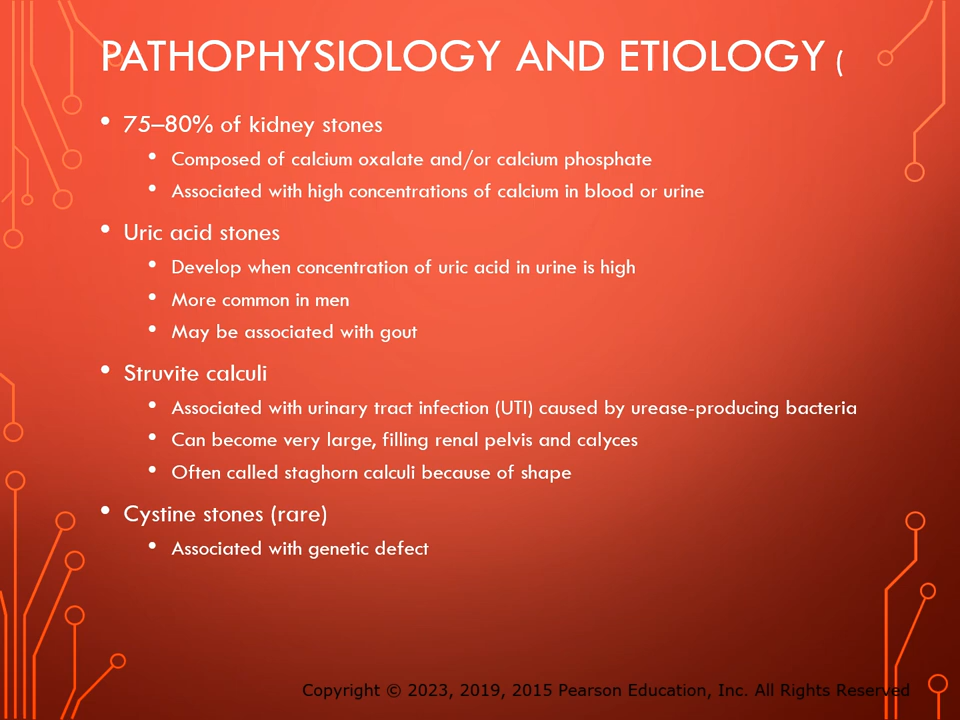 PATHOPHYSIOLOGY AND ETIOLOGY (
• 75–80% of kidney stones
• Composed of calcium oxalate and/or calcium phosphate
• Associated with high concentrations of calcium in blood or urine
• Uric acid stones
• Develop when concentration of uric acid in urine is high
• More common in men
• May be associated with gout
• Struvite calculi
• Associated with urinary tract infection (UTI) caused by urease-producing bacteria
• Can become very large, filling renal pelvis and calyces
• Often called staghorn calculi because of shape
• Cystine stones (rare)
• Associated with genetic defect
Copyright © 2023, 2019, 2015 Pearson Education, Inc. All Rights Reserved